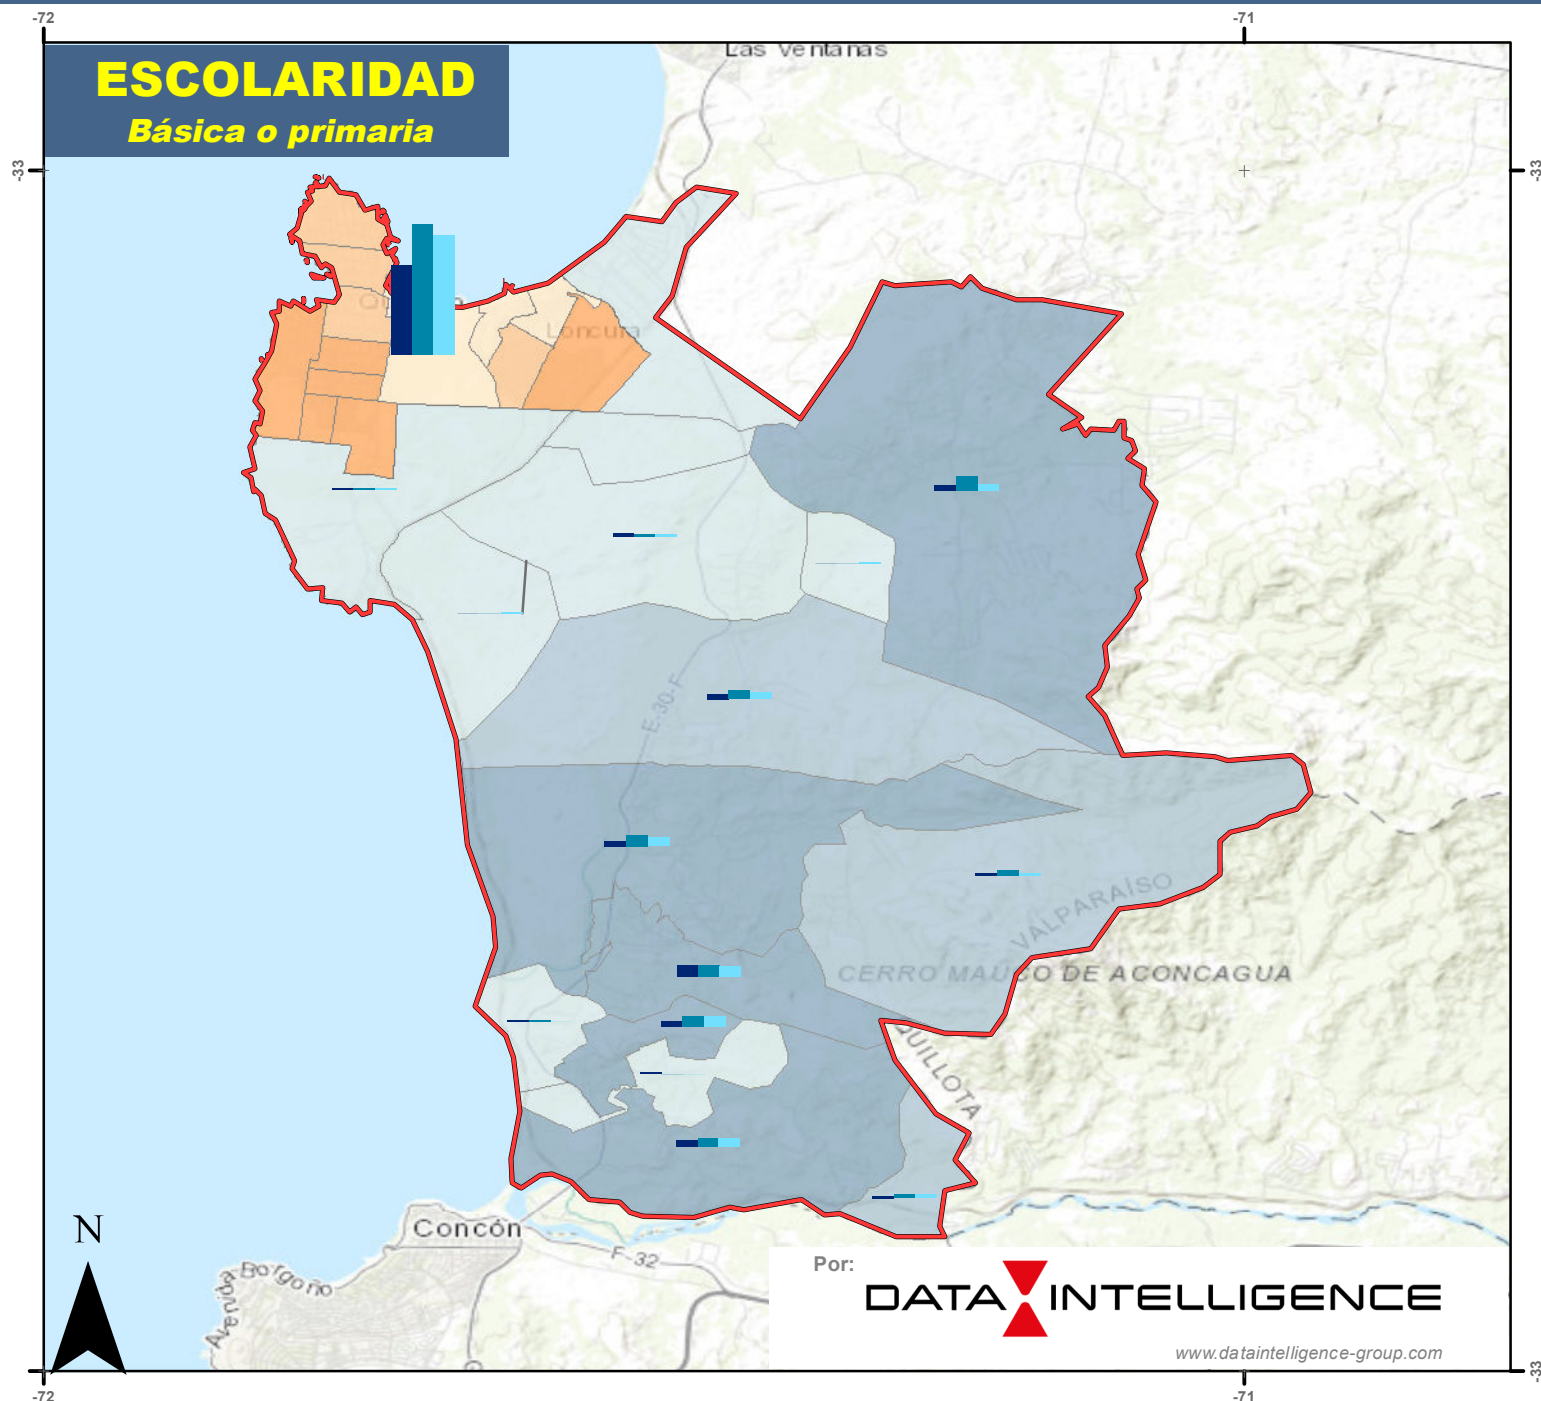 -72
-71
Las Ventanas
ESCOLARIDAD
Básica o primaria
-33
-33
Loncura
E-30-F
VALPARAÍSO
CERRO MAUCO DE ACONCAGUA
QUILLOTA
N
Concón
F-32
Avenida Borgoño
Por:
DATA INTELLIGENCE
www.dataintelligence-group.com
-33
-72
-71